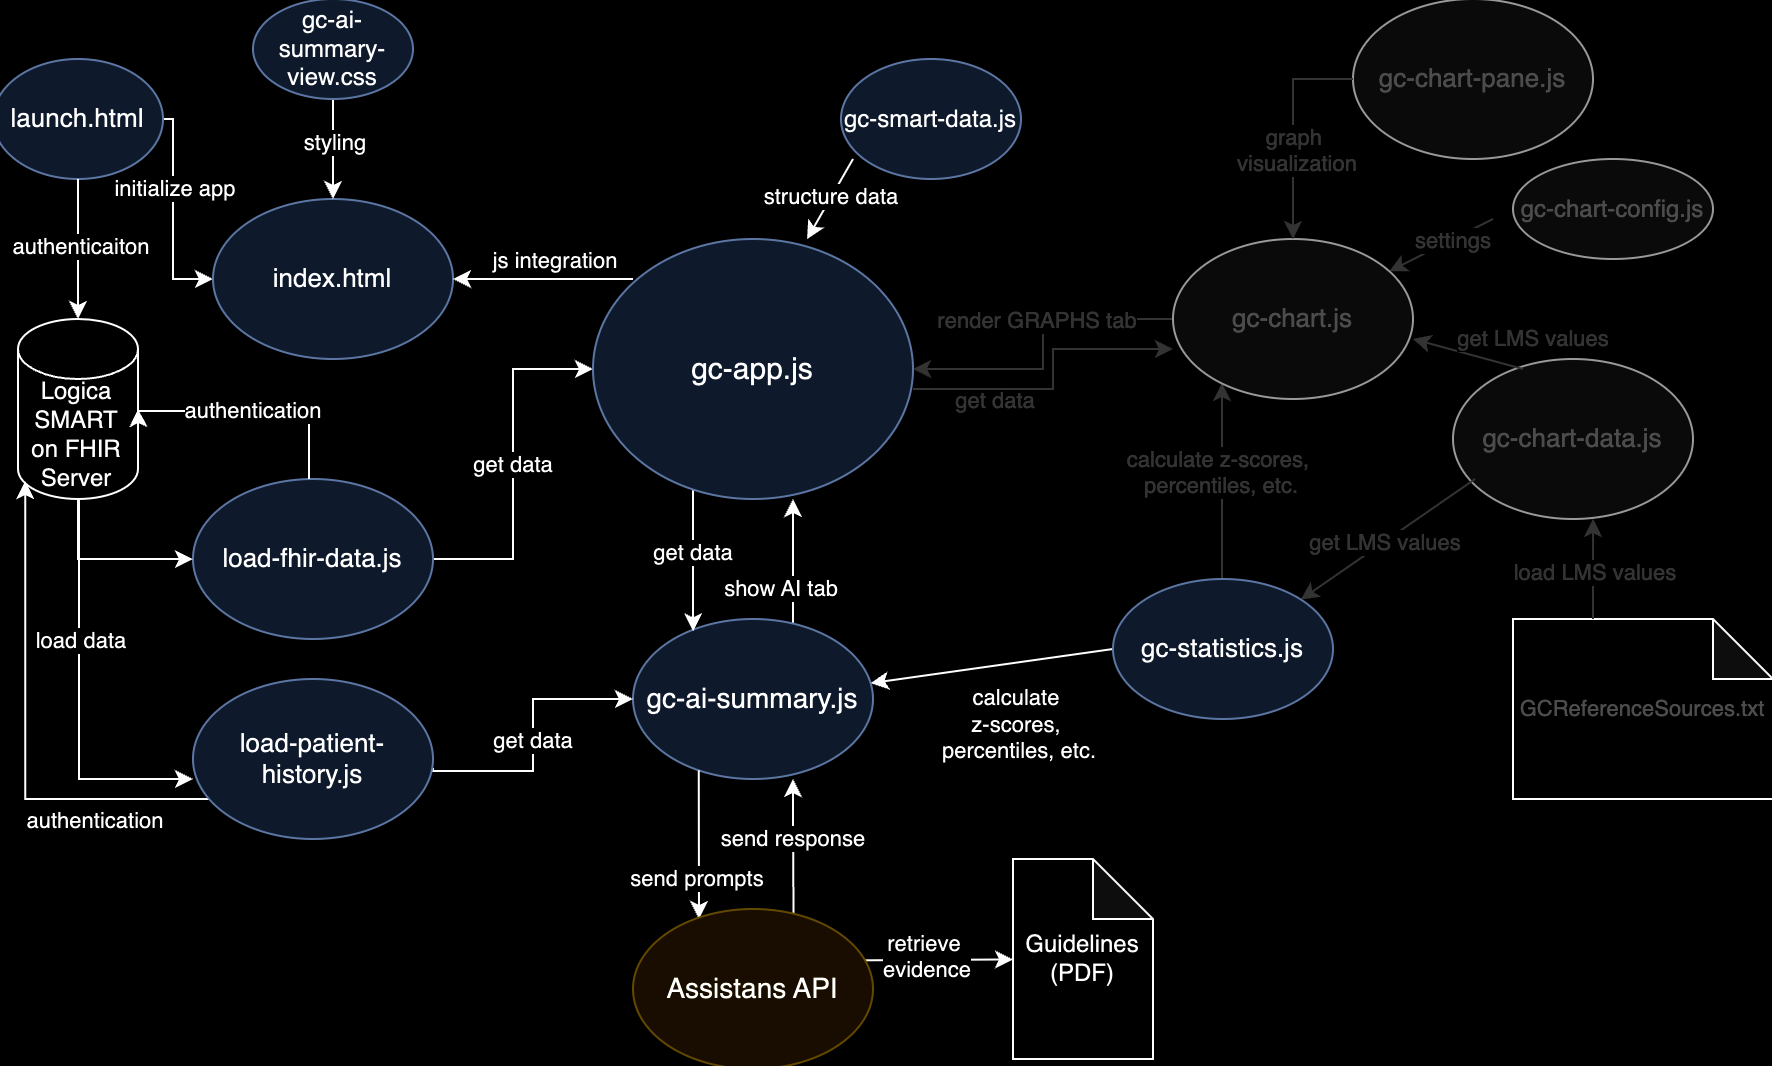 gc-ai-
summary-
view.css
launch.html
gc-smart-data.js
gc-chart-pane.js
styling
graph
visualization
initialize app
structure data
gc-chart-config.js
settings
authenticaiton
js integration
index.html
render GRAPHS tab
gc-chart.js
get LMS values
gc-app.js
Logica
SMART
on FHIR
Server
authentication
get data
get data
calculate z-scores,
percentiles, etc.
gc-chart-data.js
get data
show AI tab
load-fhir-data.js
get LMS values
load LMS values
load data
gc-ai-summary.js
gc-statistics.js
calculate
z-scores,
percentiles, etc.
GCReferenceSources.txt
load-patient-
history.js
get data
authentication
send response
send prompts
retrieve
evidence
Guidelines
(PDF)
Assistans API